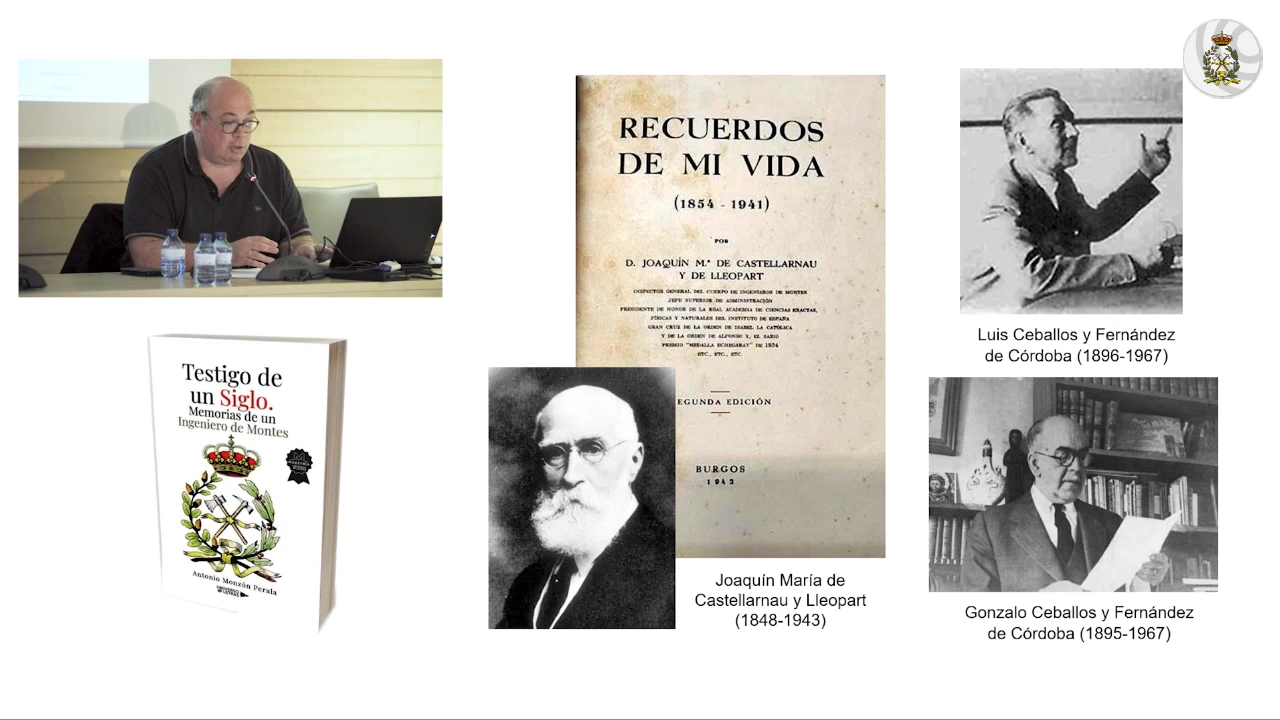 Testigo de
un Siglo.
Memorias de un
Ingeniero de Montes
Antonio Monzón Perala
UNIVERSO
DE LETRAS
RECUERDOS
DE MI VIDA
(1854 - 1941)
POR
D. JOAQUÍN M.ª DE CASTELLARNAU
Y DE LLEOPART
INSPECTOR GENERAL DEL CUERPO DE INGENIEROS DE MONTES
JEFE SUPERIOR DE ADMINISTRACIÓN
PRESIDENTE DE HONOR DE LA REAL ACADEMIA DE CIENCIAS EXACTAS,
FÍSICAS Y NATURALES DEL INSTITUTO DE ESPAÑA
GRAN CRUZ DE LA ORDEN DE ISABEL LA CATÓLICA
Y DE LA ORDEN DE ALFONSO X, EL SABIO
PREMIO "MEDALLA ECHEGARAY" DE 1934
ETC., ETC., ETC.
EGUNDA EDICIÓN
BURGOS
1942
Joaquín María de
Castellarnau y Lleopart
(1848-1943)
Luis Ceballos y Fernández
de Córdoba (1896-1967)
Gonzalo Ceballos y Fernández
de Córdoba (1895-1967)